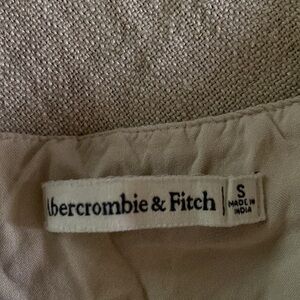 Abercrombie & Fitch
S
MADE IN
INDIA